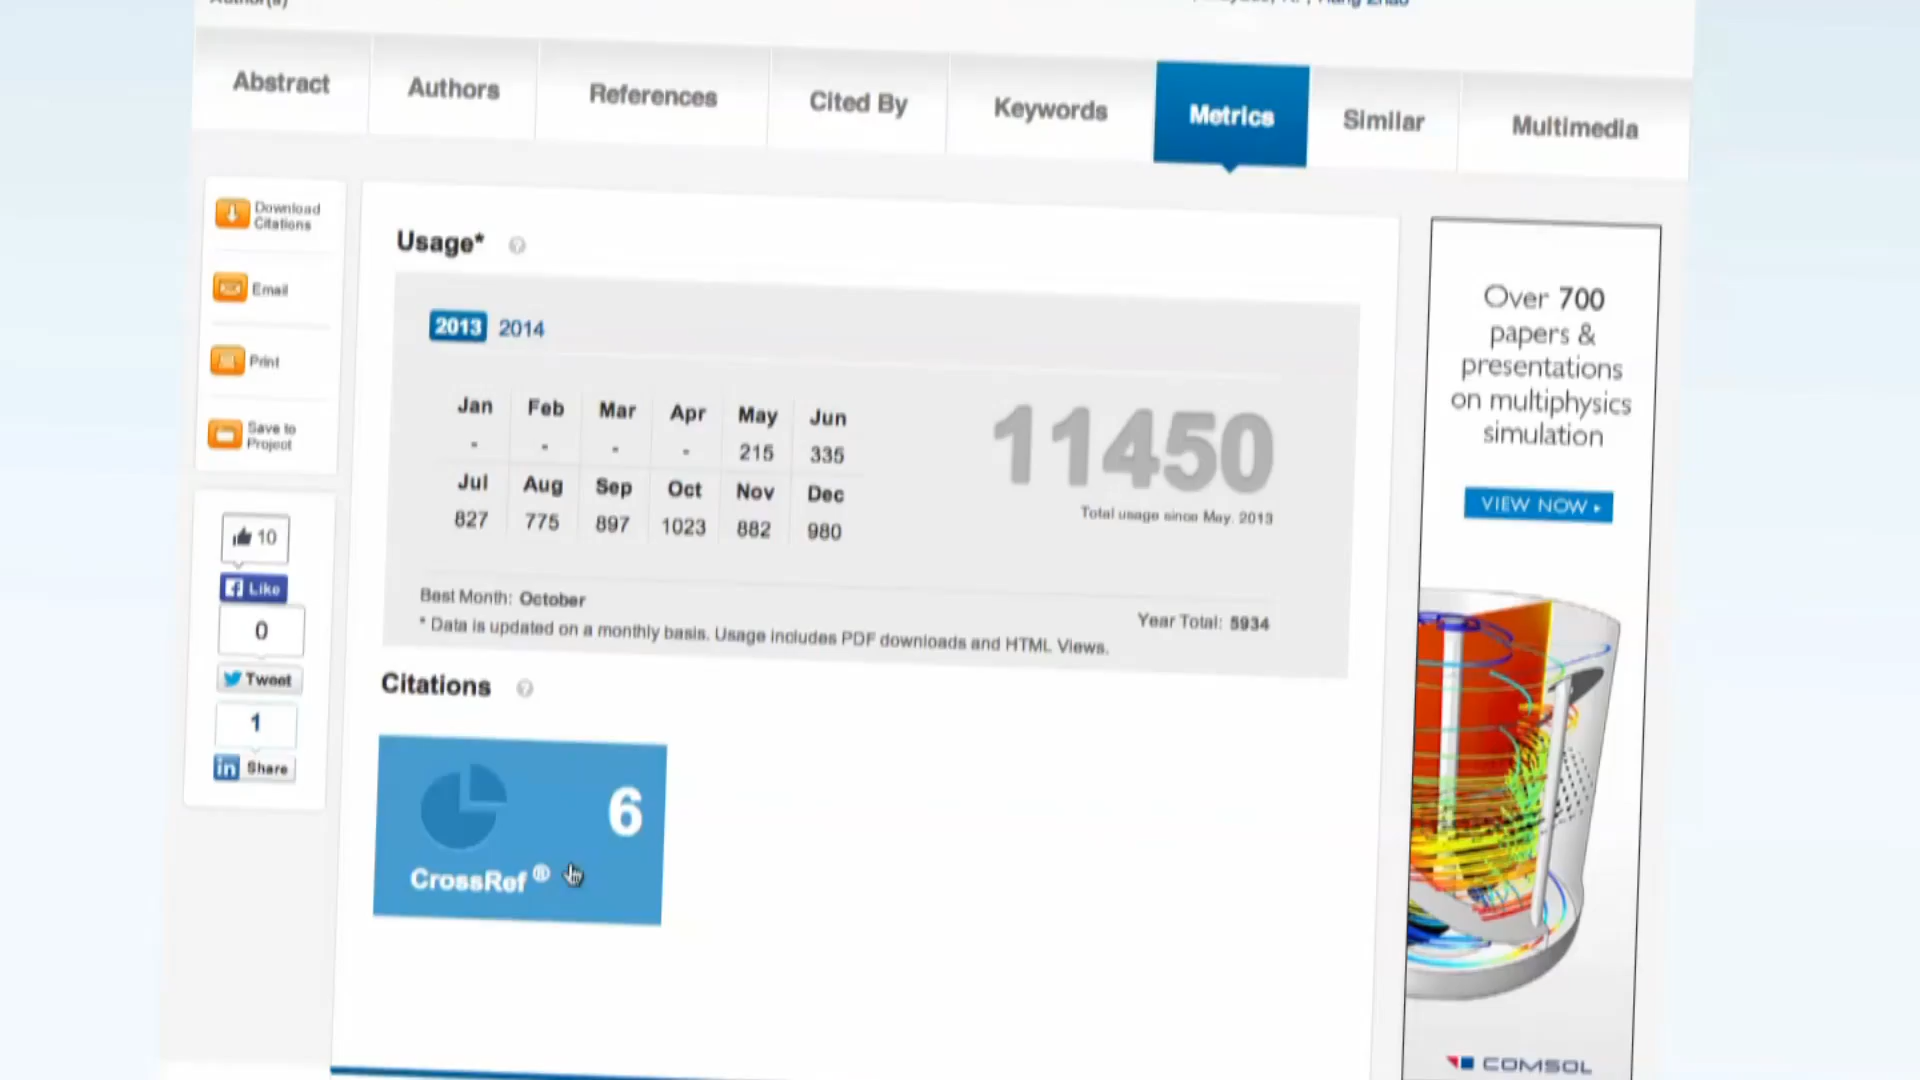 Author(s)
Abstract
Authors
References
Cited By
Keywords
Metrics
Similar
Multimedia
Download
Citations
Email
Print
Save to
Project
10
Like
0
Tweet
1
in Share
Usage* ?
2013 2014
Jan Feb Mar Apr May Jun
- - - - 215 335
Jul Aug Sep Oct Nov Dec
827 775 897 1023 882 980
11450
Total usage since May. 2013
Best Month: October
Year Total: 5934
* Data is updated on a monthly basis. Usage includes PDF downloads and HTML Views.
Citations ?
6
CrossRef ®
Over 700
papers &
presentations
on multiphysics
simulation
VIEW NOW
COMSOL